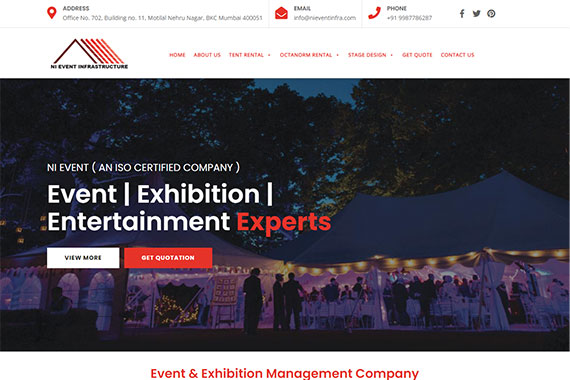 ADDRESS
Office No. 702, Building no. 11, Motilal Nehru Nagar, BKC Mumbai 400051
EMAIL
info@nieventinfra.com
PHONE
+91 9987786287
NI EVENT INFRASTRUCTURE
HOME ABOUT US TENT RENTAL OCTANORM RENTAL STAGE DESIGN GET QUOTE CONTACT US
NI EVENT ( AN ISO CERTIFIED COMPANY )
Event | Exhibition |
Entertainment Experts
VIEW MORE
GET QUOTATION
Event & Exhibition Management Company